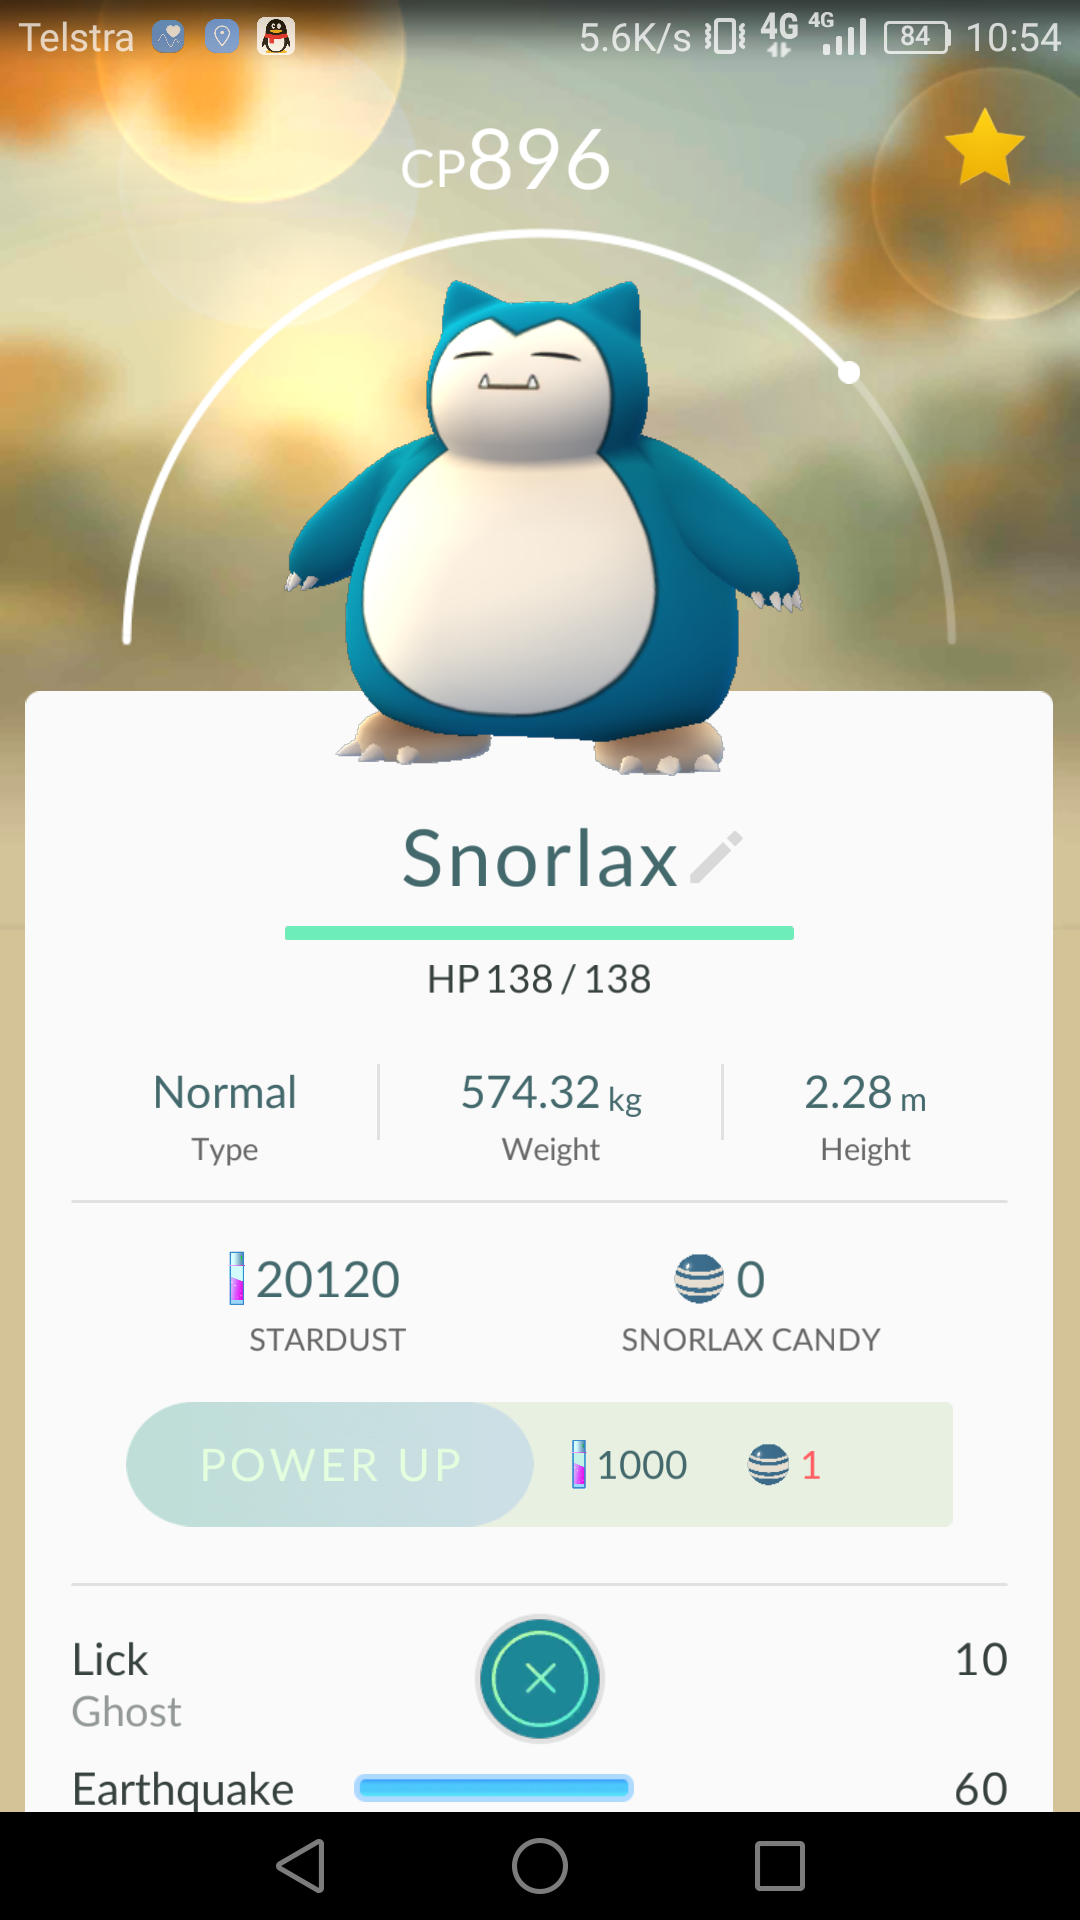 Telstra 5.6K/s 4G 4G 84 10:54
CP896
Snorlax
HP 138 / 138
Normal 574.32 kg 2.28 m
Type Weight Height
20120 0
STARDUST SNORLAX CANDY
POWER UP 1000 1
Lick 10
Ghost
Earthquake 60